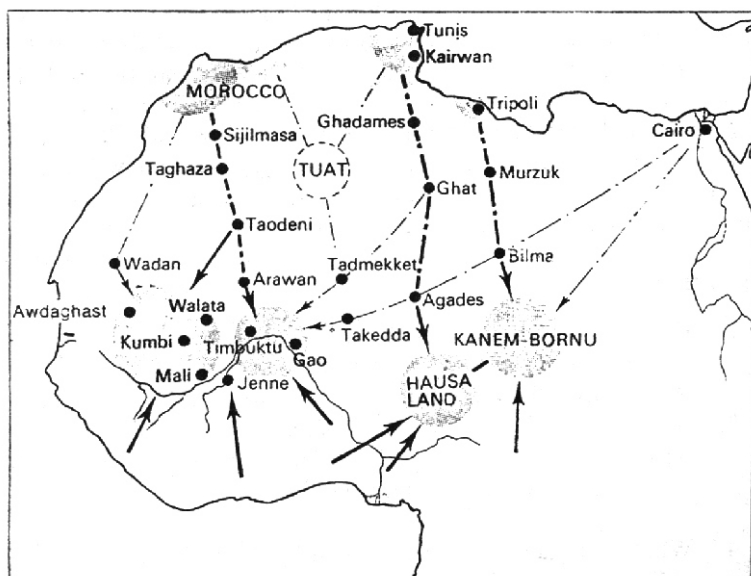 Tunis
Kairwan
MOROCCO
Tripoli
Ghadames
Cairo
Sijilmasa
Taghaza
TUAT
Murzuk
Ghat
Taodeni
Wadan
Tadmekket
Bilma
Arawan
Awdaghast
Walata
Agades
Takedda
Kumbi
Timbuktu
KANEM-BORNU
Gao
Mali
Jenne
HAUSA
LAND